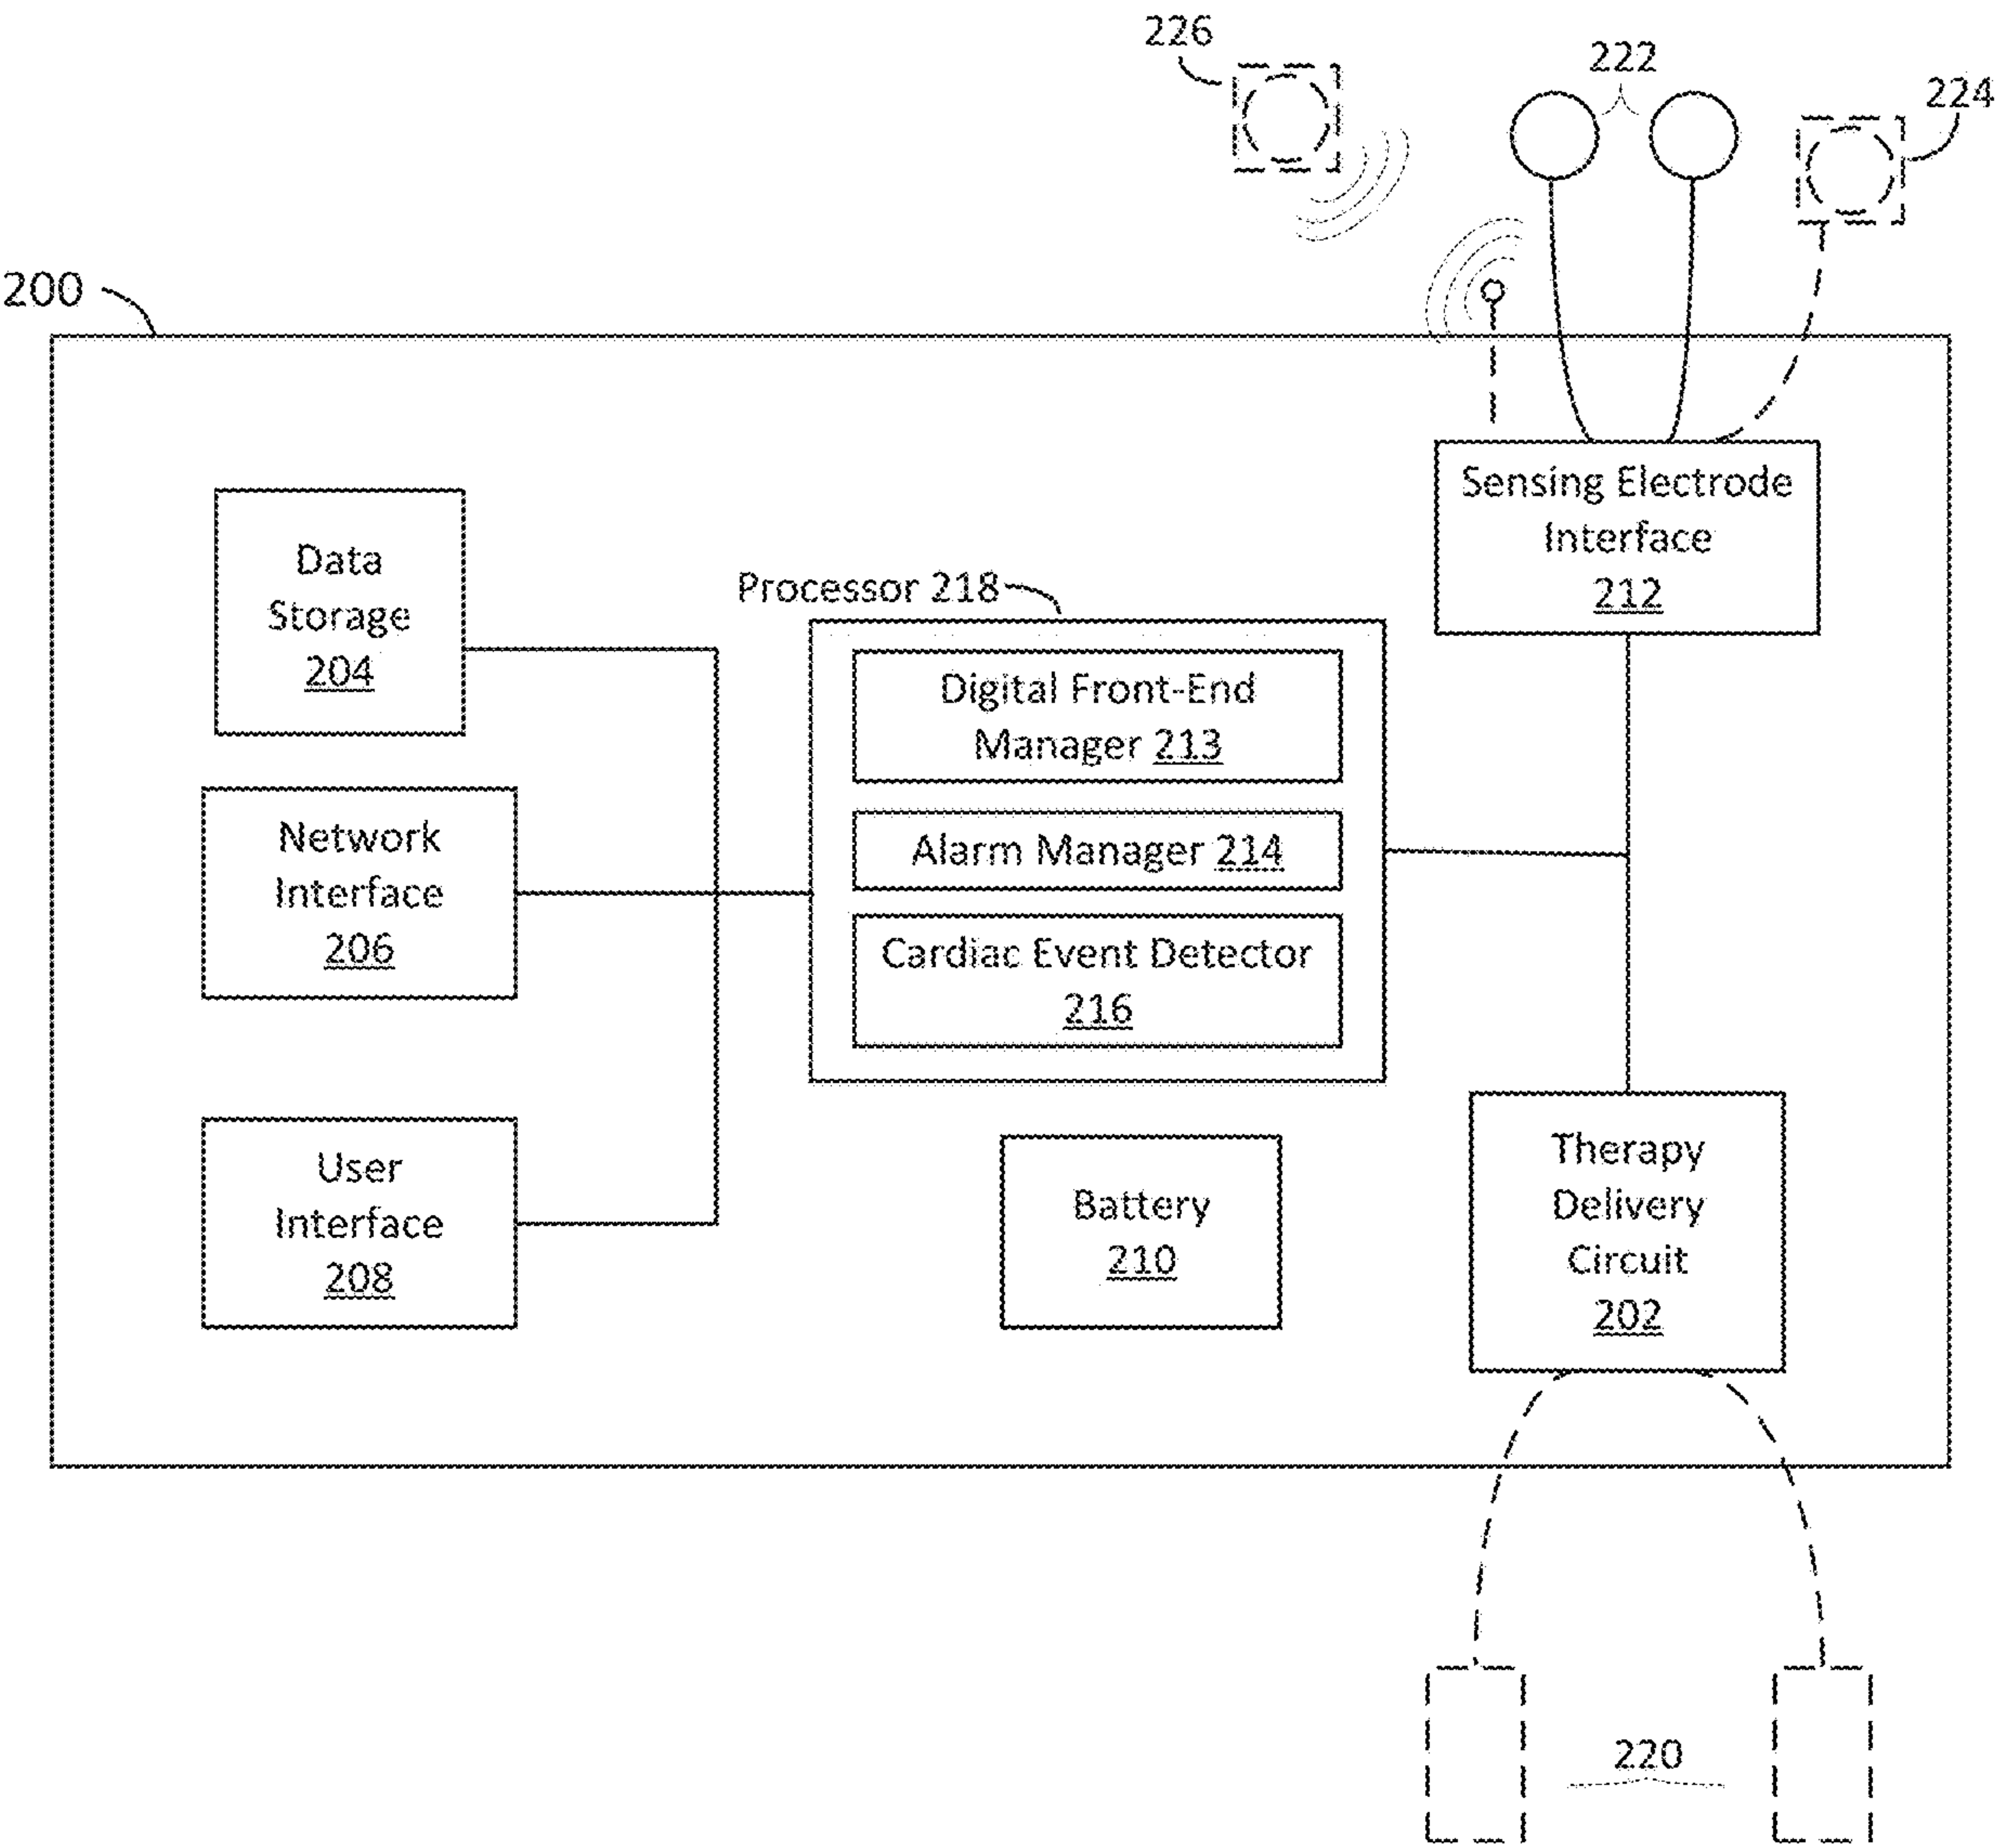 226
222
224
200
Sensing Electrode
Interface
212
Data
Storage
204
Processor 218
Digital Front-End
Manager 213
Network
Interface
206
Alarm Manager 214
Cardiac Event Detector
216
User
Interface
208
Battery
210
Therapy
Delivery
Circuit
202
220